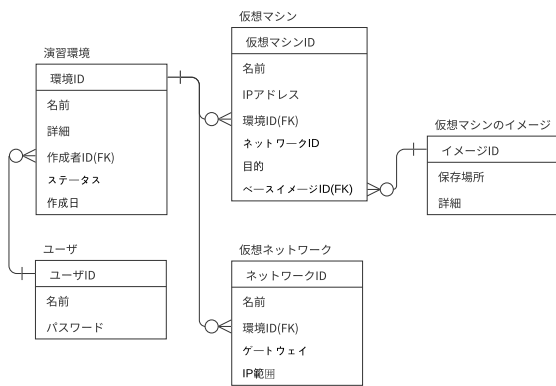 演習環境
環境ID
名前
詳細
作成者ID(FK)
ステータス
作成日
ユーザ
ユーザID
名前
パスワード
仮想マシン
仮想マシンID
名前
IPアドレス
環境ID(FK)
ネットワークID
目的
ベースイメージID(FK)
仮想ネットワーク
ネットワークID
名前
環境ID(FK)
ゲートウェイ
IP範囲
仮想マシンのイメージ
イメージID
保存場所
詳細